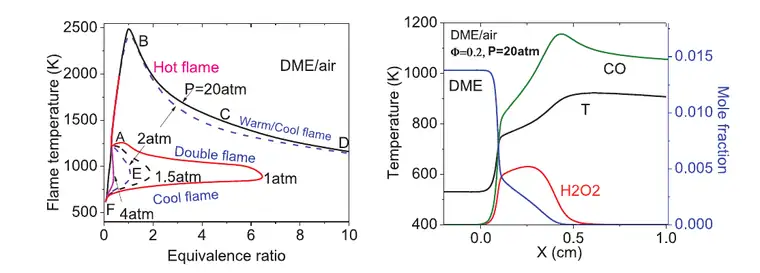 2500
2000
1500
1000
500
0
2
4
6
8
10
Flame temperature (K)
Equivalence ratio
B
Hot flame
DME/air
P=20atm
C
Warm/Cool flame
D
A
2atm
Double flame
E
1.5atm
1atm
Cool flame
F
4atm
1200
1000
800
600
400
0.0
0.5
1.0
Temperature (K)
X (cm)
DME/air
Φ=0.2, P=20atm
CO
DME
T
H2O2
0.015
0.010
0.005
0.000
Mole fraction